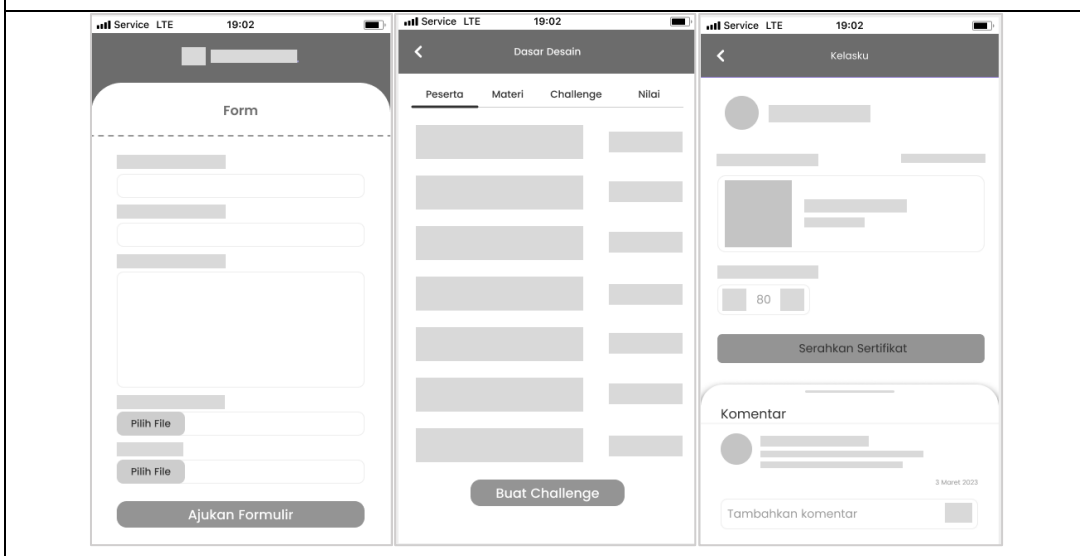 Service LTE 19:02
Form
Pilih File
Pilih File
Ajukan Formulir
Service LTE 19:02
Dasar Desain
Peserta Materi Challenge Nilai
Buat Challenge
Service LTE 19:02
Kelasku
80
Serahkan Sertifikat
Komentar
3 Maret 2023
Tambahkan komentar